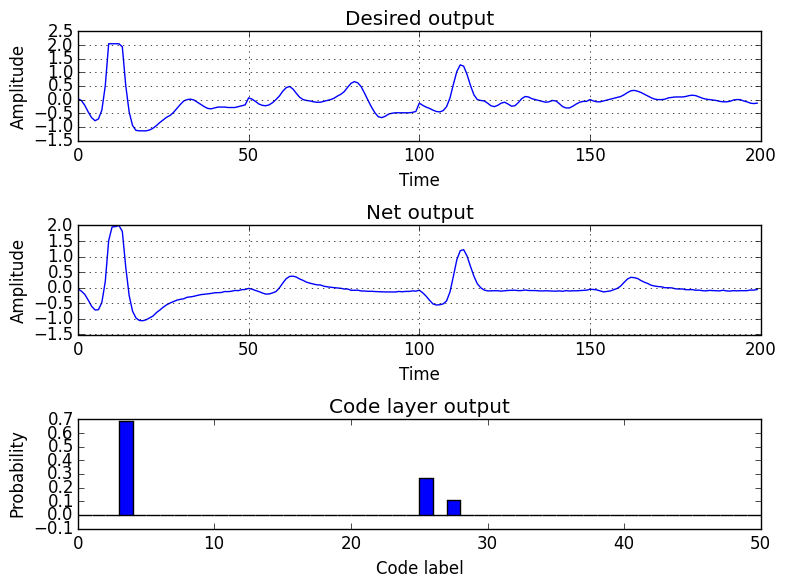 Desired output
2.5
2.0
1.5
1.0
0.5
0.0
−0.5
−1.0
−1.5
Amplitude
0 50 100 150 200
Time
Net output
2.0
1.5
1.0
0.5
0.0
−0.5
−1.0
−1.5
Amplitude
0 50 100 150 200
Time
Code layer output
0.7
0.6
0.5
0.4
0.3
0.2
0.1
0.0
−0.1
Probability
0 10 20 30 40 50
Code label